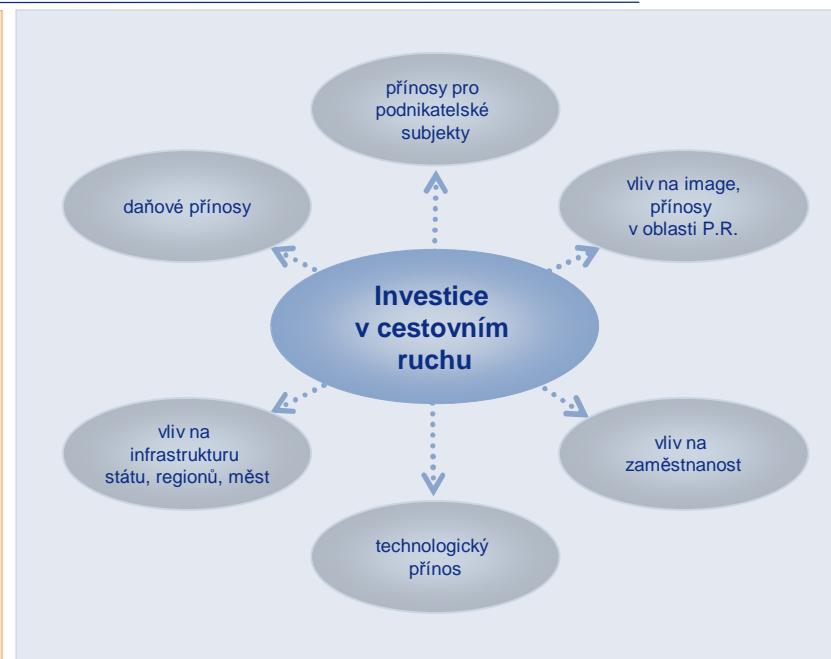 přínosy pro
podnikatelské
subjekty
daňové přínosy
vliv na image,
přínosy
v oblasti P.R.
Investice
v cestovním
ruchu
vliv na
infrastrukturu
státu, regionů, měst
vliv na
zaměstnanost
technologický
přínos